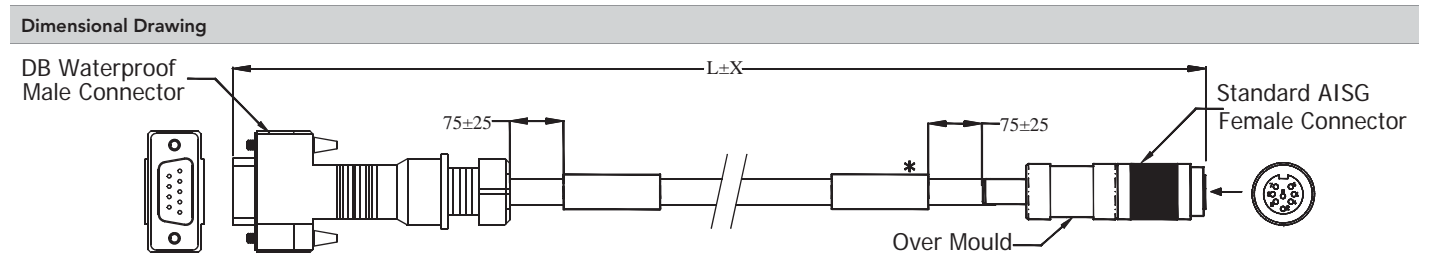 Dimensional Drawing
DB Waterproof
Male Connector
L±X
Standard AISG
Female Connector
75±25
75±25
*
Over Mould